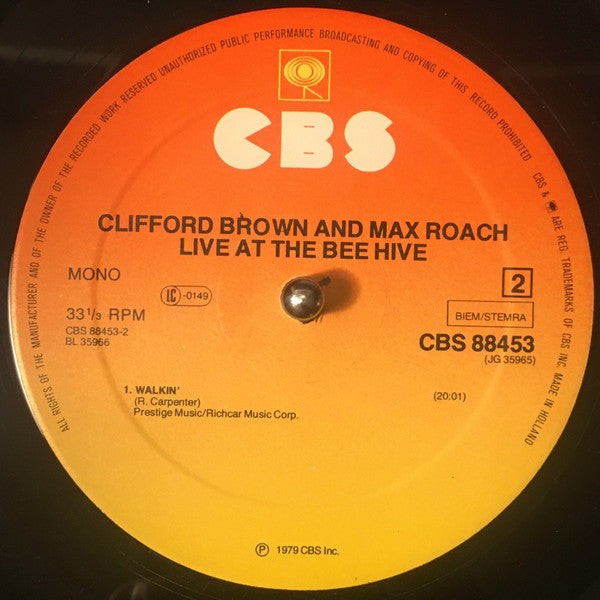 ALL RIGHTS OF THE MANUFACTURER AND OF THE OWNER OF THE RECORDED WORK RESERVED UNAUTHORIZED PUBLIC PERFORMANCE BROADCASTING AND COPYING OF THIS RECORD PROHIBITED
CBS & ARE REG. TRADEMARKS OF CBS INC. MADE IN HOLLAND
CBS
CLIFFORD BROWN AND MAX ROACH
LIVE AT THE BEE HIVE
MONO
LC-0149
2
33 1/3 RPM
BIEM/STEMRA
CBS 88453-2
BL 35966
CBS 88453
(JG 35965)
1. WALKIN' (20:01)
(R. Carpenter)
Prestige Music/Richcar Music Corp.
℗ 1979 CBS Inc.